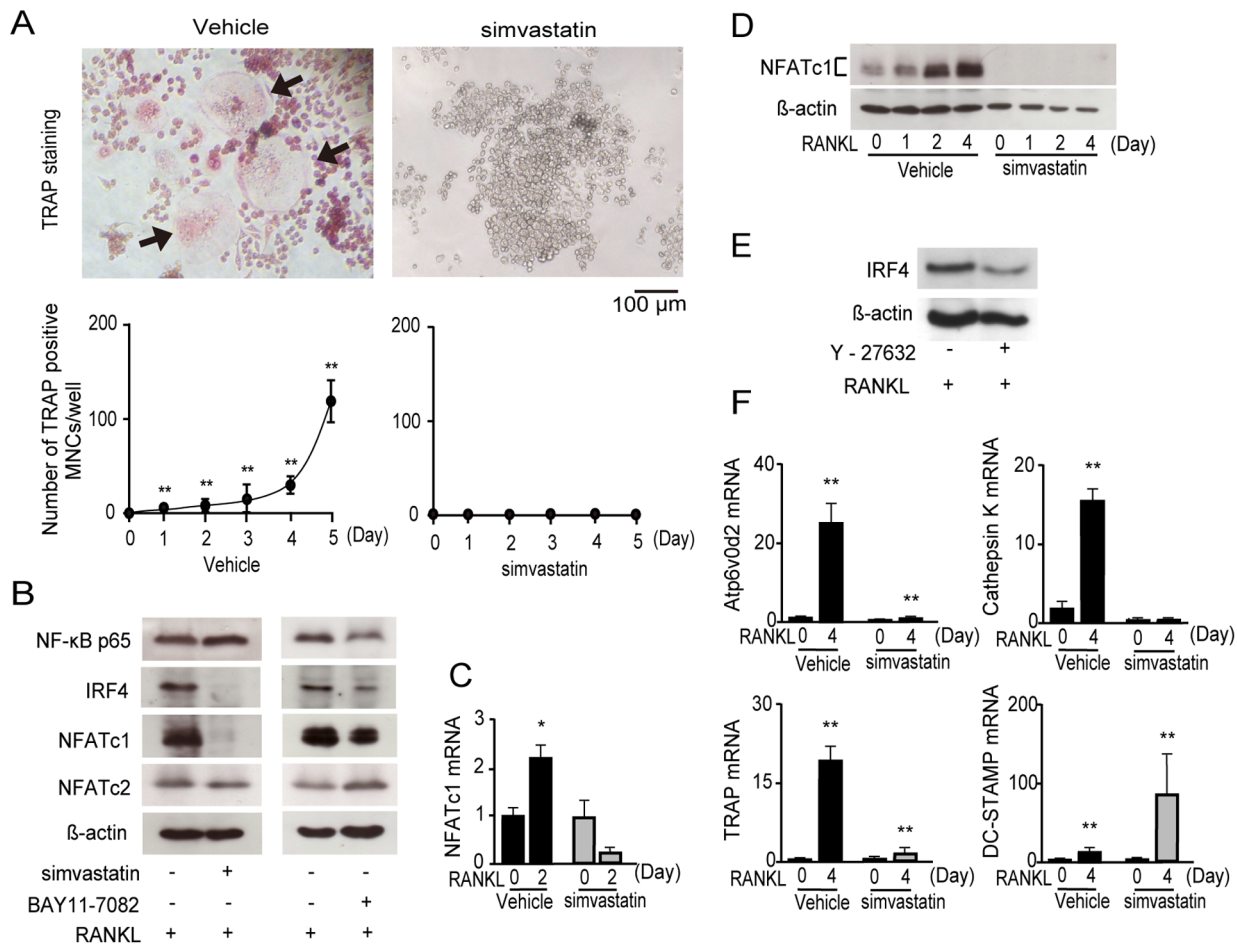 A
Vehicle
simvastatin
TRAP staining
100 µm
Number of TRAP positive
MNCs/well
200
100
0
**
**
**
**
**
0 1 2 3 4 5 (Day)
Vehicle
200
100
0
0 1 2 3 4 5 (Day)
simvastatin
B
NF-κB p65
IRF4
NFATc1
NFATc2
ß-actin
simvastatin - + - -
BAY11-7082 - - - +
RANKL + + + +
C
NFATc1 mRNA
3
2
1
0
*
RANKL 0 2 0 2 (Day)
Vehicle simvastatin
D
NFATc1
ß-actin
RANKL 0 1 2 4 0 1 2 4 (Day)
Vehicle simvastatin
E
IRF4
ß-actin
Y - 27632 - +
RANKL + +
F
Atp6v0d2 mRNA
40
20
0
**
**
RANKL 0 4 0 4 (Day)
Vehicle simvastatin
Cathepsin K mRNA
20
10
0
**
RANKL 0 4 0 4 (Day)
Vehicle simvastatin
TRAP mRNA
30
15
0
**
**
RANKL 0 4 0 4 (Day)
Vehicle simvastatin
DC-STAMP mRNA
200
100
0
**
**
RANKL 0 4 0 4 (Day)
Vehicle simvastatin